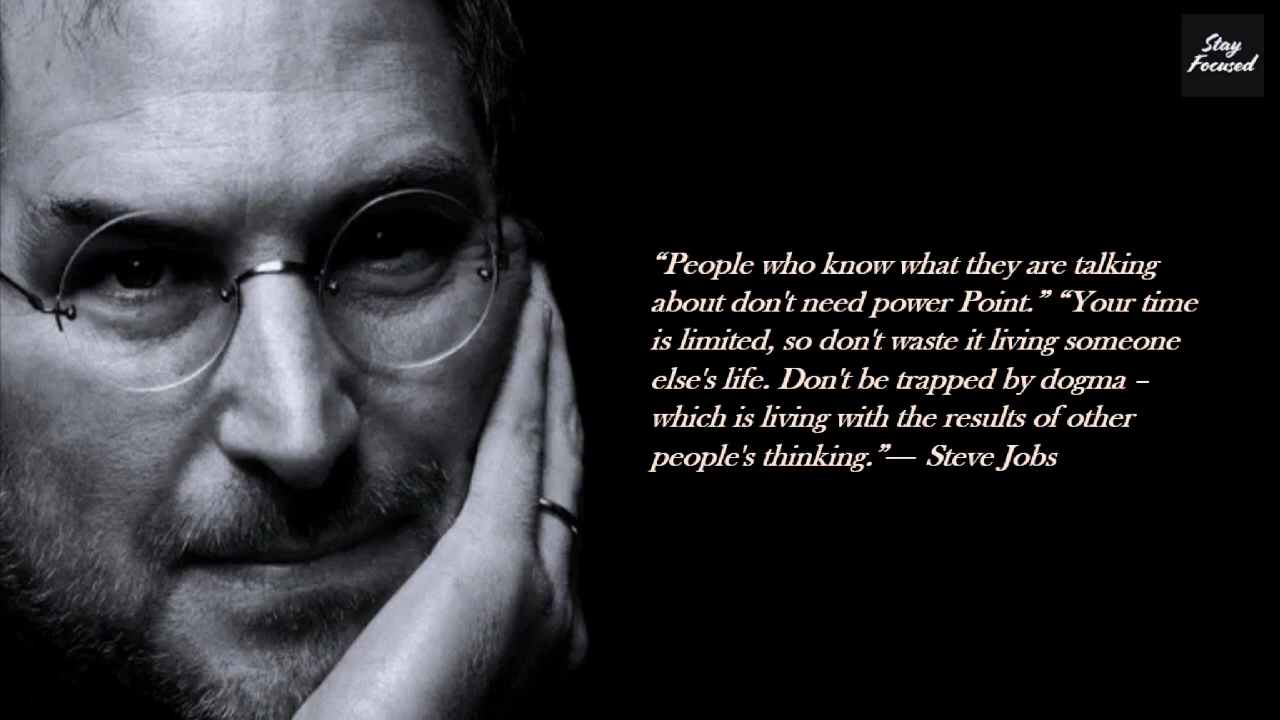 Stay
Focused
“People who know what they are talking
about don't need power Point.” “Your time
is limited, so don't waste it living someone
else's life. Don't be trapped by dogma –
which is living with the results of other
people's thinking.”— Steve Jobs